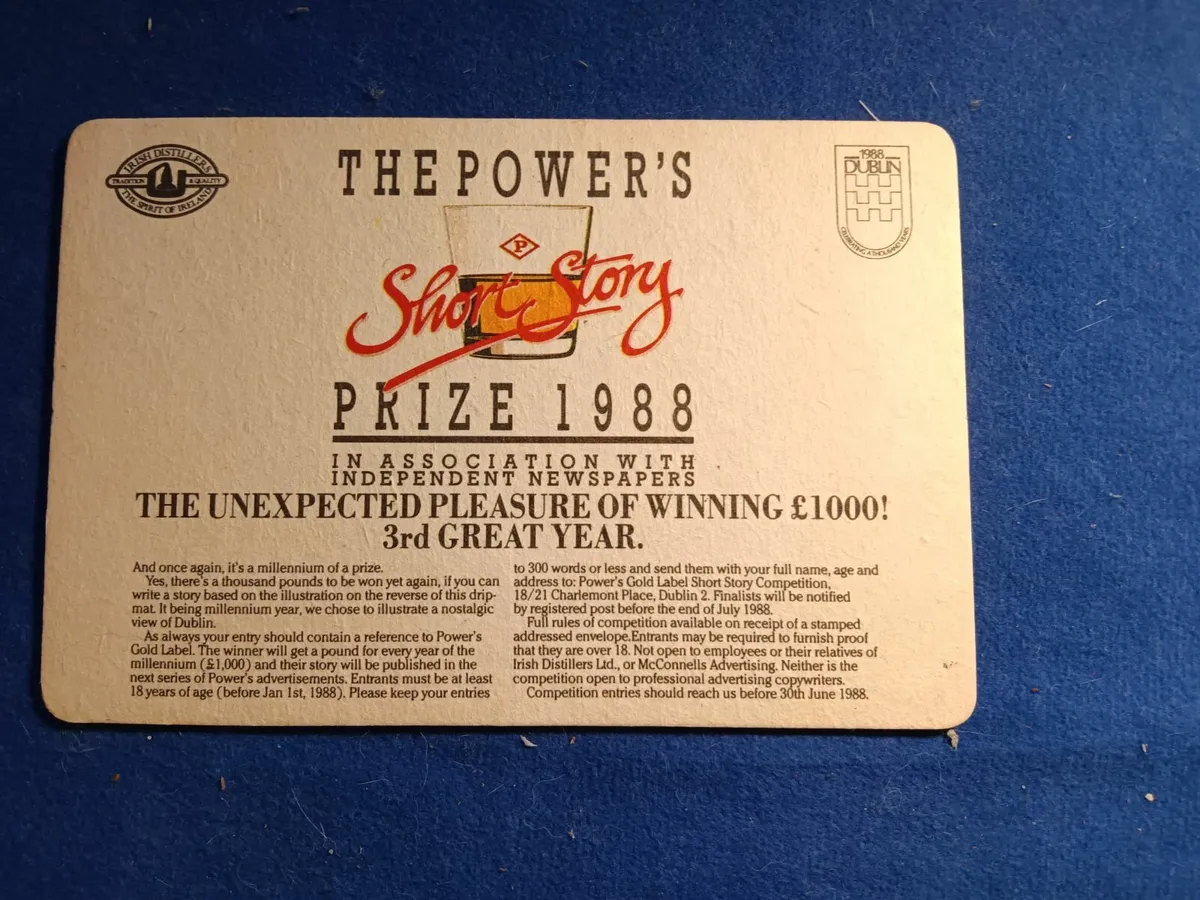 IRISH DISTILLERS
TRADITION & QUALITY
THE SPIRIT OF IRELAND
1988
DUBLIN
CELEBRATING A THOUSAND YEARS
THE POWER'S
P
Short Story
PRIZE 1988
IN ASSOCIATION WITH
INDEPENDENT NEWSPAPERS
THE UNEXPECTED PLEASURE OF WINNING £1000!
3rd GREAT YEAR.
And once again, it's a millennium of a prize.
Yes, there's a thousand pounds to be won yet again, if you can
write a story based on the illustration on the reverse of this drip-
mat. It being millennium year, we chose to illustrate a nostalgic
view of Dublin.
As always your entry should contain a reference to Power's
Gold Label. The winner will get a pound for every year of the
millennium (£1,000) and their story will be published in the
next series of Power's advertisements. Entrants must be at least
18 years of age (before Jan 1st, 1988). Please keep your entries
to 300 words or less and send them with your full name, age and
address to: Power's Gold Label Short Story Competition,
18/21 Charlemont Place, Dublin 2. Finalists will be notified
by registered post before the end of July 1988.
Full rules of competition available on receipt of a stamped
addressed envelope.Entrants may be required to furnish proof
that they are over 18. Not open to employees or their relatives of
Irish Distillers Ltd., or McConnells Advertising. Neither is the
competition open to professional advertising copywriters.
Competition entries should reach us before 30th June 1988.